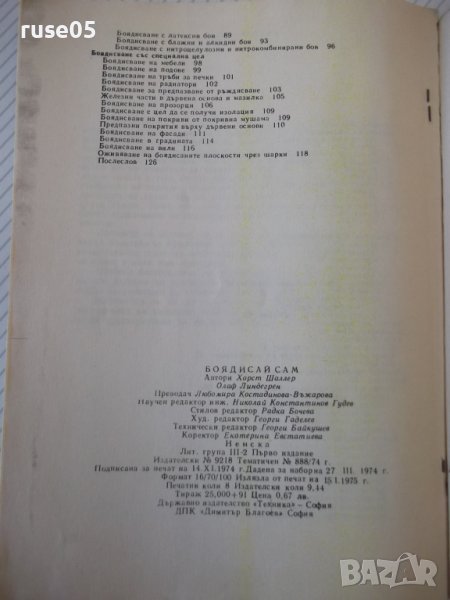 ruse05
Боядисване с латексни бои 89
Боядисване с блажни и алкидни бои 93
Боядисване с нитроцелулозни и нитрокомбинирани бои 96
Боядисване със специална цел
Боядисване на мебели 98
Боядисване на подове 99
Боядисване на тръби за печки 101
Боядисване на радиатори 102
Боядисване за предпазване от ръждисване 103
Железни части в дървена основа и мазилка 105
Боядисване на прозорци 106
Боядисване с цел да се получи изолация 109
Боядисване на покриви от покривна мушама 109
Предпазни покрития върху дървени основи 110
Боядисване на фасади 111
Боядисване в градината 114
Боядисване на вили 116
Оживяване на боядисаните плоскости чрез шарки 118
Послеслов 126
БОЯДИСАЙ САМ
Автори Хорст Шаллер
Олаф Линдегрен
Преводач Любомира Костадинова-Въжарова
Научен редактор инж. Николай Константинов Гудев
Стилов редактор Радка Бочева
Худ. редактор Георги Гаделев
Технически редактор Георги Байкушев
Коректор Екатерина Евстатиева
Немска
Лит. група III-2 Първо издание
Издателски № 9218 Тематичен № 888/74 г.
Подписана за печат на 14.XI.1974 г. Дадена за наборна 27 III. 1974 г.
Формат 16/70/100 Излязла от печат на 15.I.1975 г.
Печатни коли 8 Издателски коли 9,44
Тираж 25,000+91 Цена 0,67 лв.
Държавно издателство «Техника» – София
ДПК «Димитър Благоев» София
BAZAR
bg